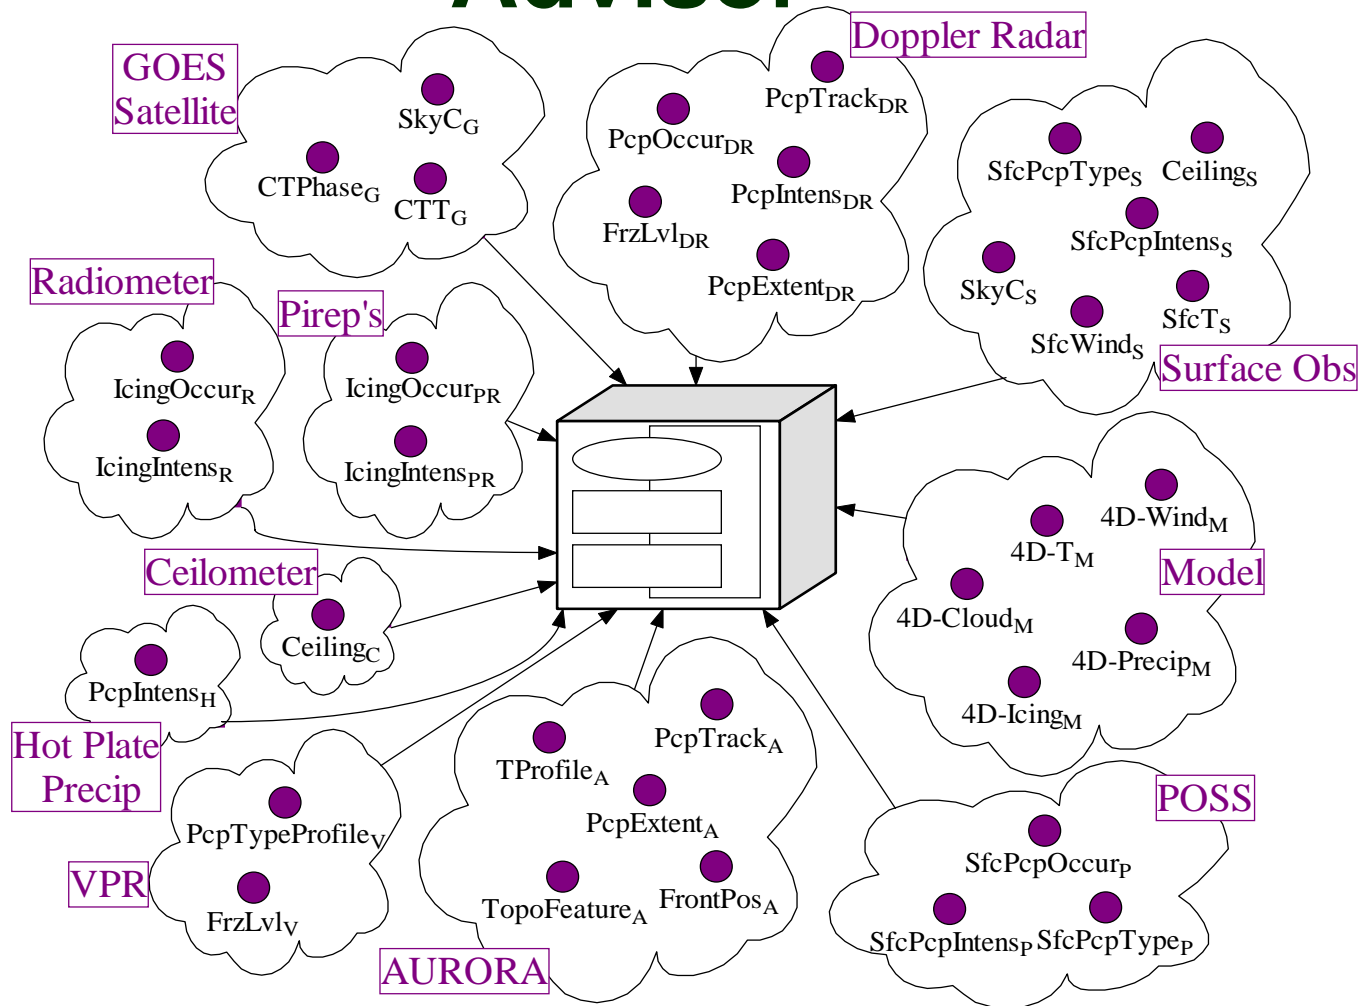 Advisor
GOES
Satellite
SkyC_G
CTPhase_G
CTT_G
Doppler Radar
PcpTrack_DR
PcpOccur_DR
PcpIntens_DR
FrzLvl_DR
PcpExtent_DR
SfcPcpType_S
Ceiling_S
SfcPcpIntens_S
SkyC_S
SfcT_S
SfcWind_S
Surface Obs
Radiometer
IcingOccur_R
IcingIntens_R
Pirep's
IcingOccur_PR
IcingIntens_PR
4D-Wind_M
4D-T_M
Model
4D-Cloud_M
4D-Precip_M
4D-Icing_M
Ceilometer
Ceiling_C
PcpIntens_H
Hot Plate
Precip
PcpTypeProfile_V
VPR
FrzLvl_V
PcpTrack_A
TProfile_A
PcpExtent_A
TopoFeature_A
FrontPos_A
AURORA
POSS
SfcPcpOccur_P
SfcPcpIntens_P
SfcPcpType_P